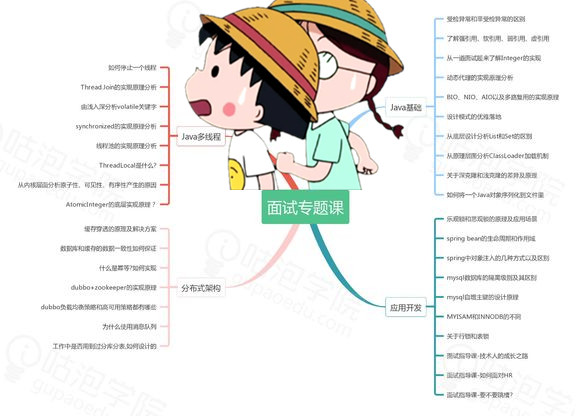 如何停止一个线程
Thread Join的实现原理分析
由浅入深分析volatile关键字
synchronized的实现原理分析
线程池的实现原理分析
ThreadLocal是什么?
从内核层面分析原子性、可见性、有序性产生的原因
AtomicInteger的底层实现原理?
Java多线程
受检异常和非受检异常的区别
了解强引用、软引用、弱引用、虚引用
从一道面试题来了解Integer的实现
动态代理的实现原理分析
BIO、NIO、AIO以及多路复用的实现原理
设计模式的优雅落地
从底层设计分析List和Set的区别
从原理层面分析ClassLoader加载机制
关于深克隆和浅克隆的差异及原理
如何将一个Java对象序列化到文件里
Java基础
面试专题课
缓存穿透的原理及解决方案
数据库和缓存的数据一致性如何保证
什么是幂等?如何实现
dubbo+zookeeper的实现原理
dubbo负载均衡策略和高可用策略都有哪些
为什么使用消息队列
工作中是否用到过分库分表,如何设计的
分布式架构
乐观锁和悲观锁的原理及应用场景
spring bean的生命周期和作用域
spring中对象注入的几种方式以及区别
mysql数据库的隔离级别及其区别
mysql自增主键的设计原理
MYISAM和INNODB的不同
关于行锁和表锁
面试指导课-技术人的成长之路
面试指导课-如何面对HR
面试指导课-要不要跳槽?
应用开发
咕泡学院
gupaoedu.com